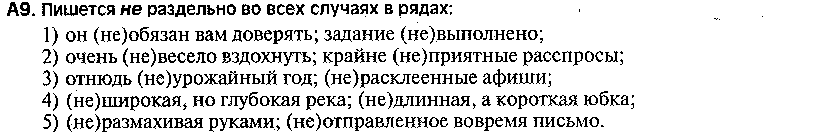 А9. Пишется не раздельно во всех случаях в рядах:
1) он (не)обязан вам доверять; задание (не)выполнено;
2) очень (не)весело вздохнуть; крайне (не)приятные расспросы;
3) отнюдь (не)урожайный год; (не)расклеенные афиши;
4) (не)широкая, но глубокая река; (не)длинная, а короткая юбка;
5) (не)размахивая руками; (не)отправленное вовремя письмо.